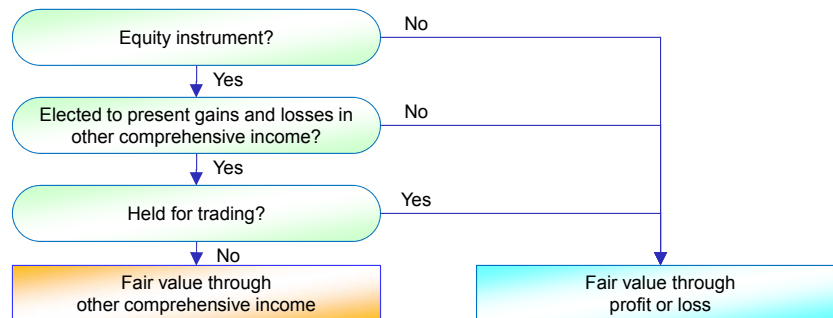 Equity instrument?
No
Yes
Elected to present gains and losses in
other comprehensive income?
No
Yes
Held for trading?
Yes
No
Fair value through
other comprehensive income
Fair value through
profit or loss